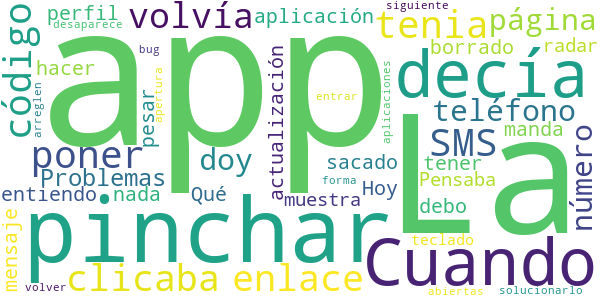 siguiente
perfil
desaparece
volvía
aplicación
tenia
página
código
bug
borrado
radar
hacer
app
actualización
apertura
decía
arreglen
pesar
entrar
aplicaciones
teléfono
La
SMS
manda
número
poner
doy
sacado
tener
Problemas
Pensaba
entiendo
nada
Qué
forma
Hoy
muestra
debo
pinchar
mensaje
teclado
Cuando
clicaba
enlace
volver
abiertas
solucionarlo